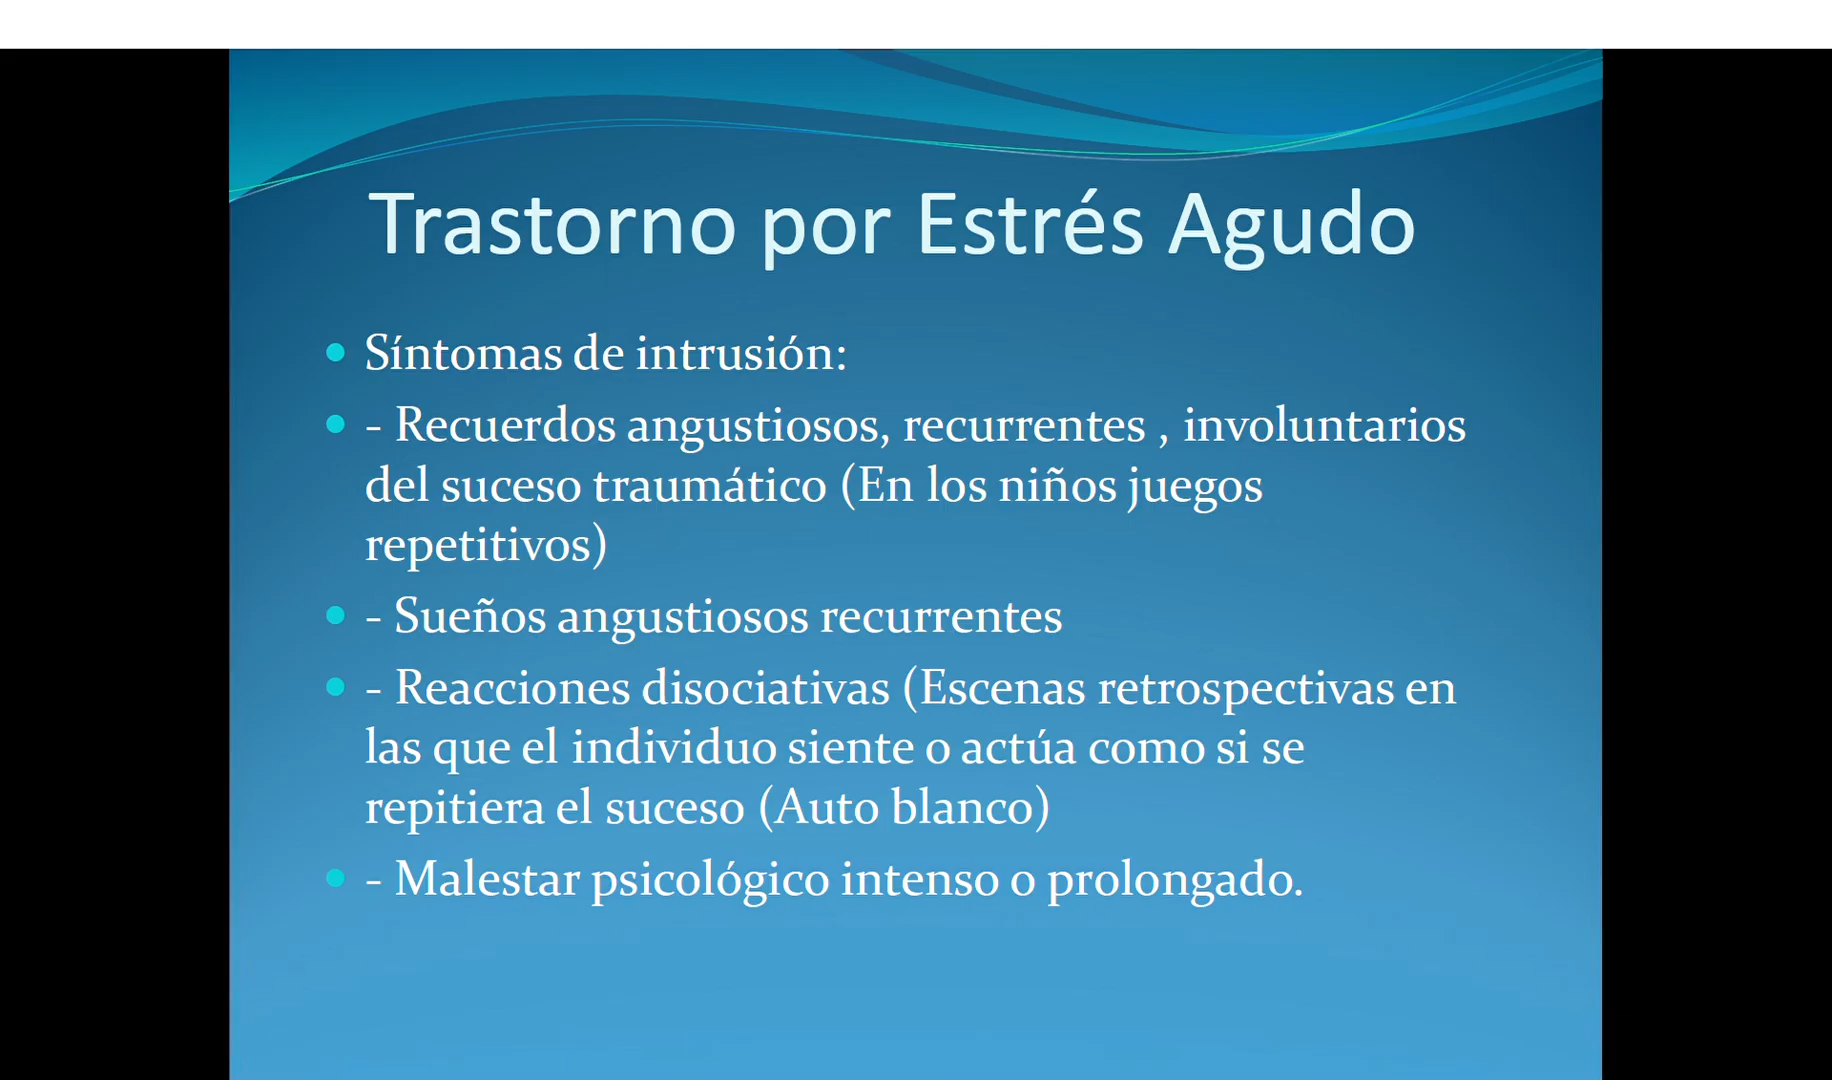 Trastorno por Estrés Agudo
• Síntomas de intrusión:
• - Recuerdos angustiosos, recurrentes , involuntarios
del suceso traumático (En los niños juegos
repetitivos)
• - Sueños angustiosos recurrentes
• - Reacciones disociativas (Escenas retrospectivas en
las que el individuo siente o actúa como si se
repitiera el suceso (Auto blanco)
• - Malestar psicológico intenso o prolongado.